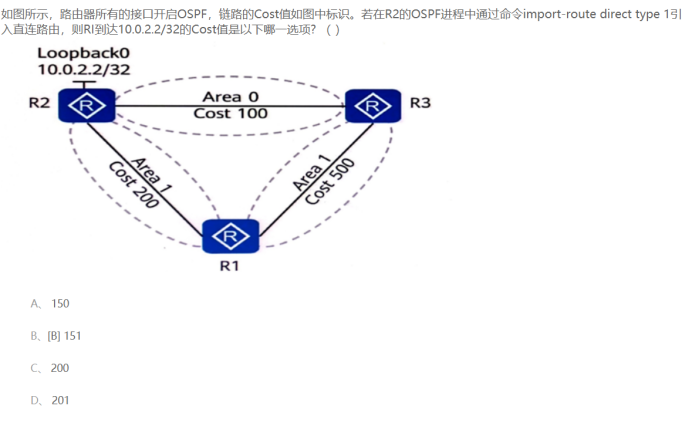 如图所示，路由器所有的接口开启OSPF，链路的Cost值如图中标识。若在R2的OSPF进程中通过命令import-route direct type 1引
入直连路由，则RI到达10.0.2.2/32的Cost值是以下哪一选项？（ ）
Loopback0
10.0.2.2/32
R2
R
Area 0
Cost 100
R
R3
Area 1
Cost 200
Area 1
Cost 500
R
R1
A、 150
B、[B] 151
C、 200
D、 201